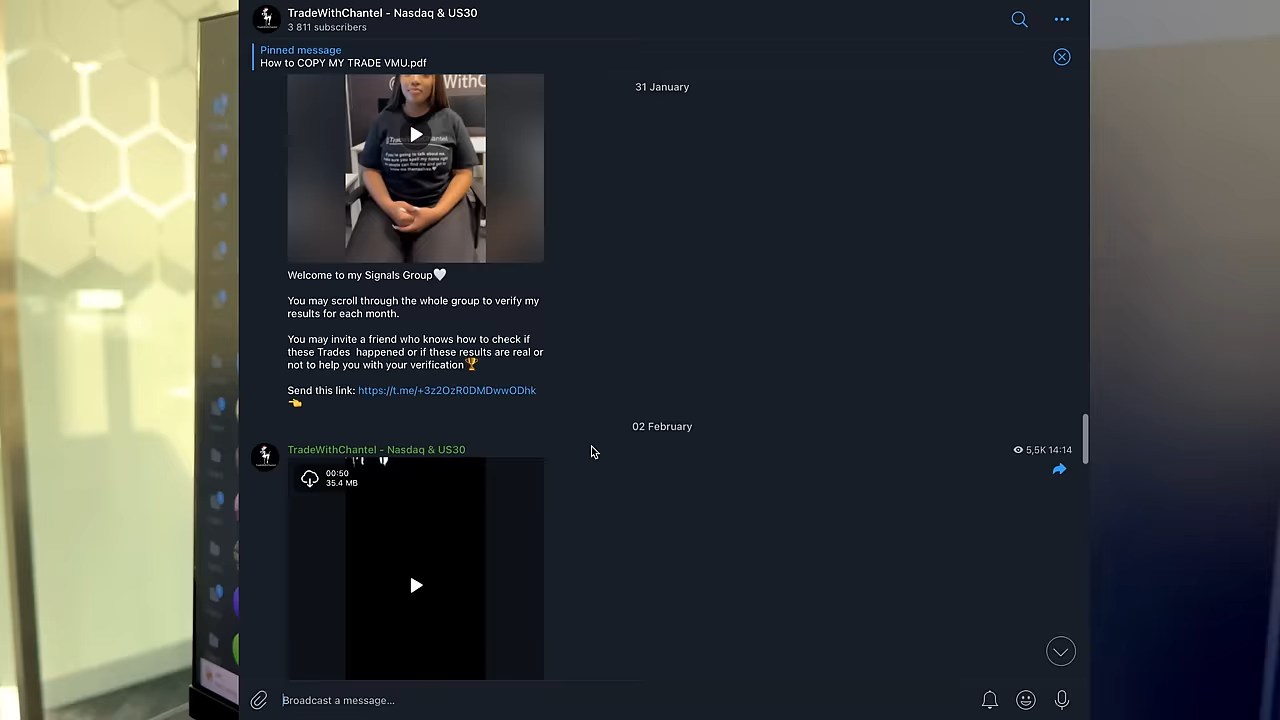 TradeWithChantel - Nasdaq & US30
3 811 subscribers
Pinned message
How to COPY MY TRADE VMU.pdf
31 January
WithC
Welcome to my Signals Group🤍
You may scroll through the whole group to verify my
results for each month.
You may invite a friend who knows how to check if
these Trades happened or if these results are real or
not to help you with your verification🏆
Send this link: https://t.me/+3z2OzR0DMDwwODhk
👈
02 February
TradeWithChantel - Nasdaq & US30
5,5K 14:14
00:50
35.4 MB
Broadcast a message...